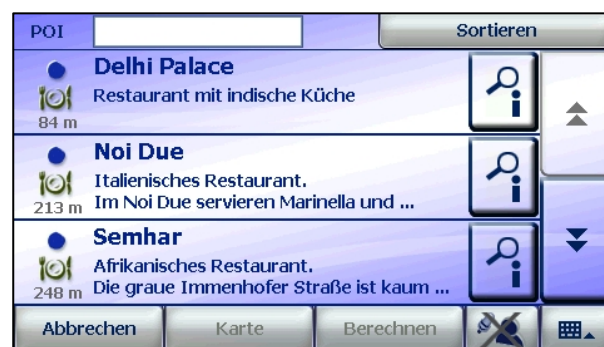 POI
Sortieren
Delhi Palace
Restaurant mit indische Küche
84 m
Noi Due
Italienisches Restaurant.
213 m Im Noi Due servieren Marinella und ...
Semhar
Afrikanisches Restaurant.
248 m Die graue Immenhofer Straße ist kaum ...
Abbrechen Karte Berechnen